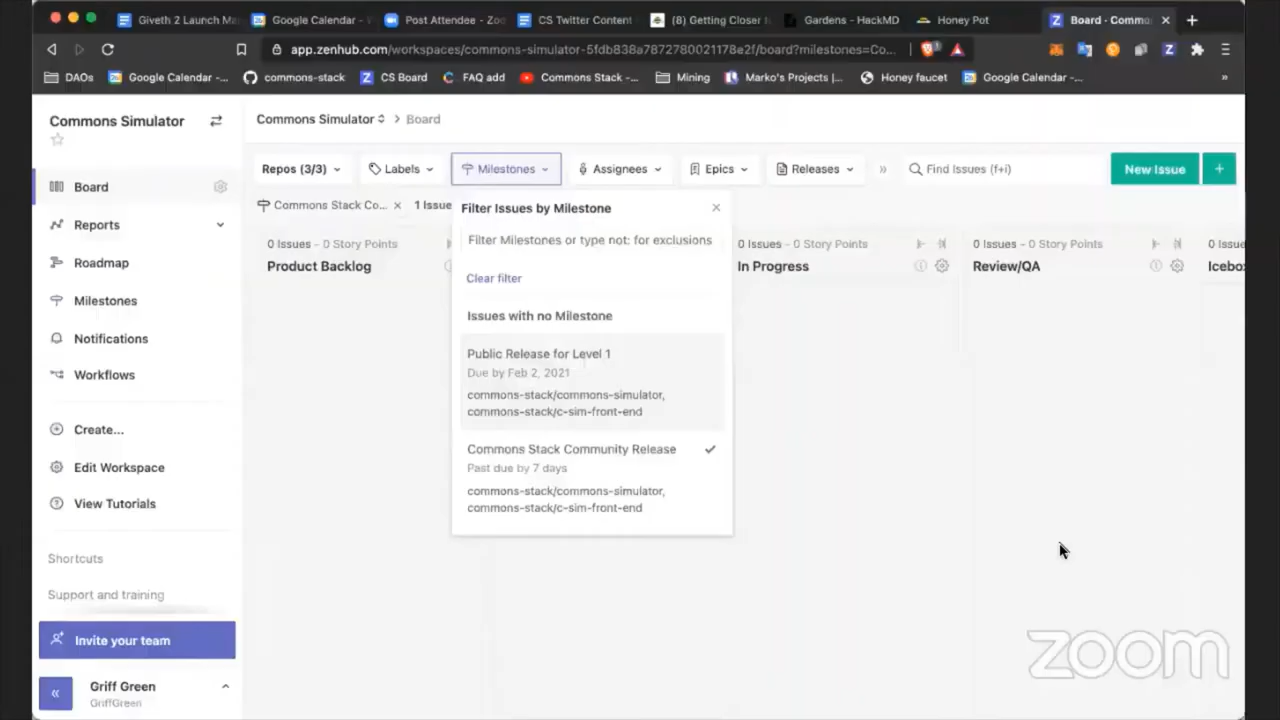 Giveth 2 Launch Ma
Google Calendar -
Post Attendee - Zoo
CS Twitter Content
(8) Getting Closer
Gardens - HackMD
Honey Pot
Board - Commo
app.zenhub.com/workspaces/commons-simulator-5fdb838a7872780021178e2f/board?milestones=Co...
DAOs
Google Calendar -...
commons-stack
CS Board
FAQ add
Commons Stack -...
Mining
Marko's Projects |...
Honey faucet
Google Calendar -...
Commons Simulator
Commons Simulator > Board
Repos (3/3)
Labels
Milestones
Assignees
Epics
Releases
Find Issues (f+i)
New Issue
Commons Stack Co...
1 Issue
Board
Reports
Roadmap
Milestones
Notifications
Workflows
Create...
Edit Workspace
View Tutorials
Shortcuts
Support and training
Invite your team
Griff Green
GriffGreen
0 Issues - 0 Story Points
Product Backlog
Filter Issues by Milestone
Filter Milestones or type not: for exclusions
Clear filter
Issues with no Milestone
Public Release for Level 1
Due by Feb 2, 2021
commons-stack/commons-simulator,
commons-stack/c-sim-front-end
Commons Stack Community Release
Past due by 7 days
commons-stack/commons-simulator,
commons-stack/c-sim-front-end
0 Issues - 0 Story Points
In Progress
0 Issues - 0 Story Points
Review/QA
0 Issue
Icebo
zoom